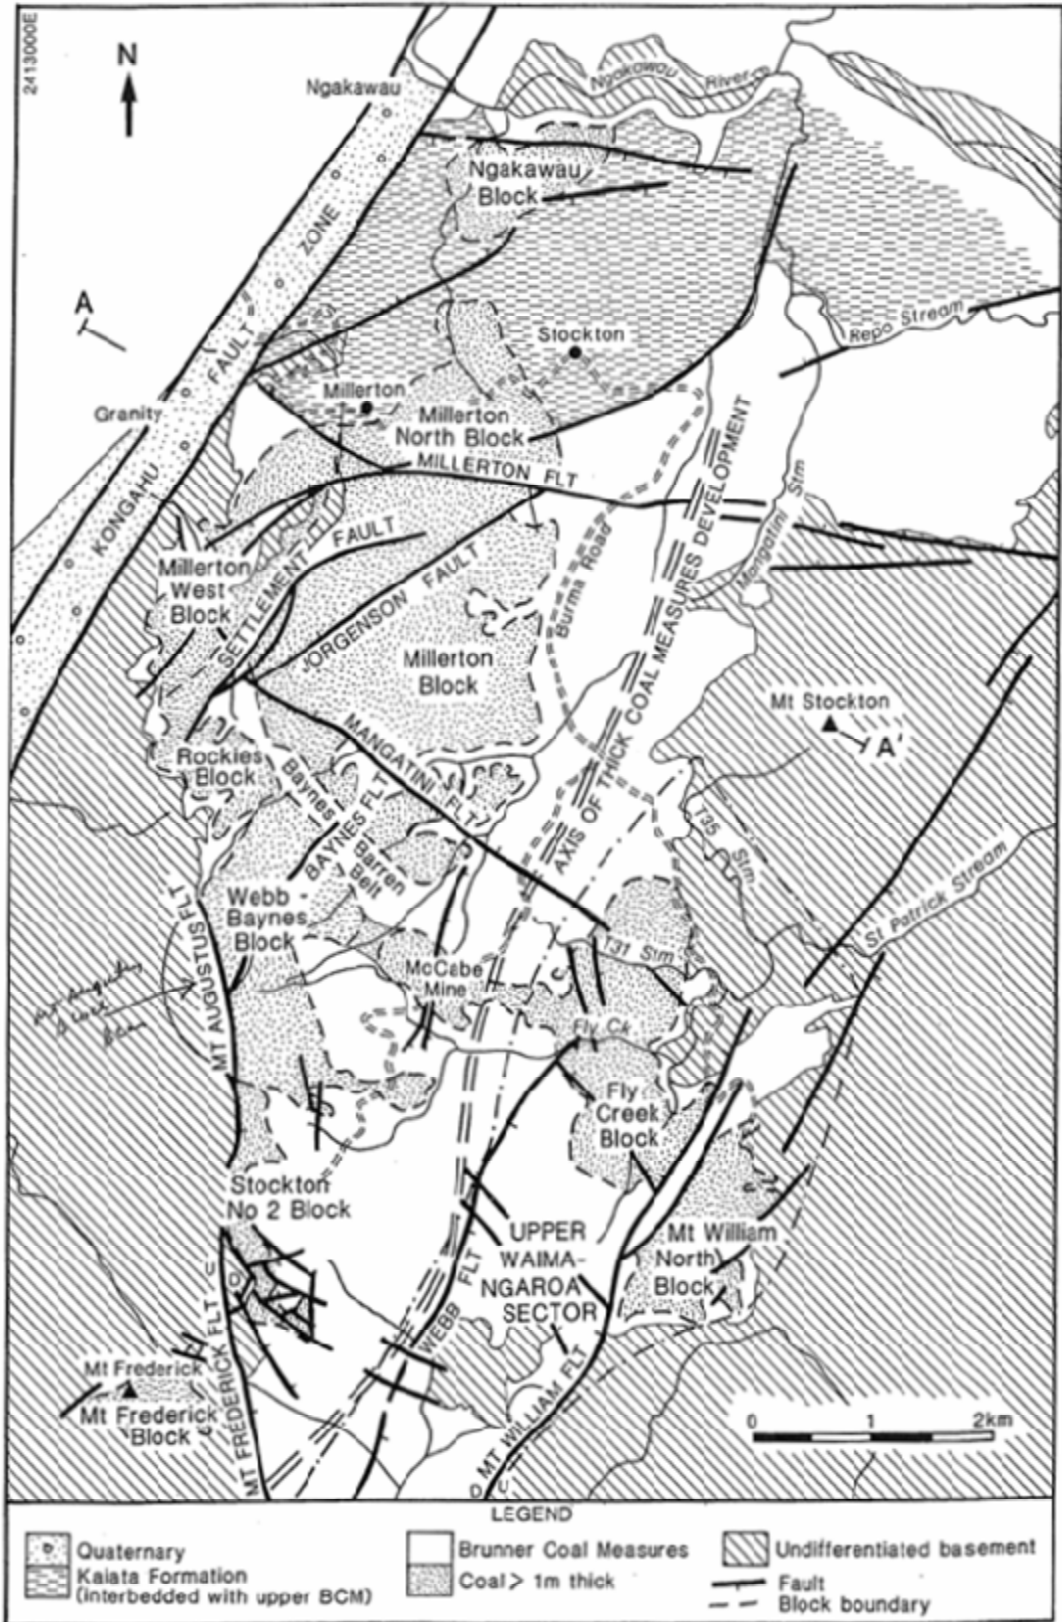 2413000E
N
Ngakawau
Ngakawau
River
Ngakawau
Block
ZONE
A
FAULT
Repo Stream
Stockton
Millerton
Granity
Millerton
North Block
MILLERTON FLT
KONGAHU
AXIS OF THICK COAL MEASURES DEVELOPMENT
Mangatini Stm
FAULT
Burma Road
Millerton
West
Block
SETTLEMENT
JORGENSON FAULT
Millerton
Block
Mt Stockton
A'
MANGATINI FLT
Rockies
Block
Baynes
Barren
Belt
BAYNES FLT
T35 Stm
St Patrick Stream
Webb -
Baynes
Block
MT AUGUSTUS FLT
T31 Stm
McCabe
Mine
Mt Augustus
Fly Ck
Fly
Creek
Block
Stockton
No 2 Block
UPPER
WAIMA-
NGAROA
SECTOR
Mt William
North
Block
U
D
WEBB FLT
MT FREDERICK FLT
Mt Frederick
Mt Frederick
Block
MT WILLIAM FLT
D U
0 1 2km
LEGEND
Quaternary
Kaiata Formation
(interbedded with upper BCM)
Brunner Coal Measures
Coal > 1m thick
Undifferentiated basement
Fault
Block boundary